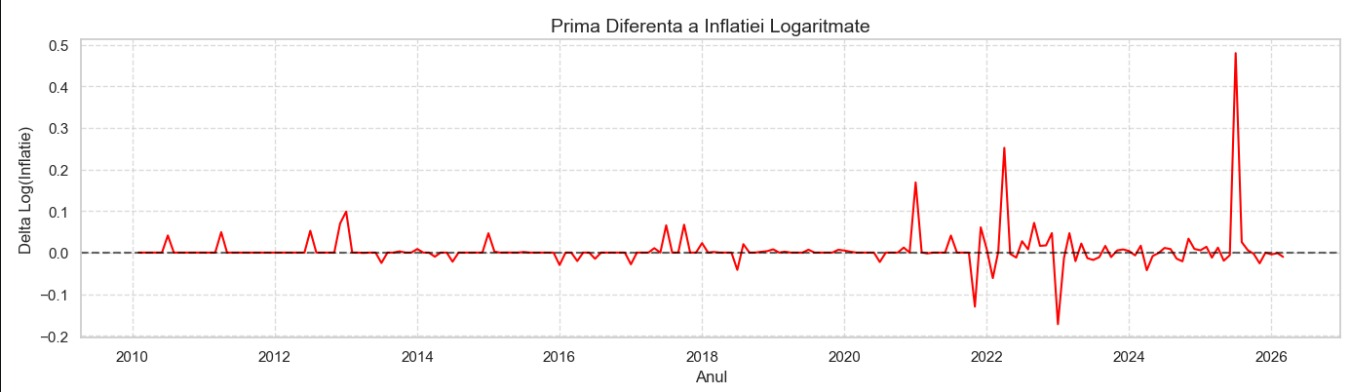 Prima Diferenta a Inflatiei Logaritmate
0.5
0.4
0.3
0.2
0.1
0.0
−0.1
−0.2
Delta Log(Inflatie)
2010 2012 2014 2016 2018 2020 2022 2024 2026
Anul